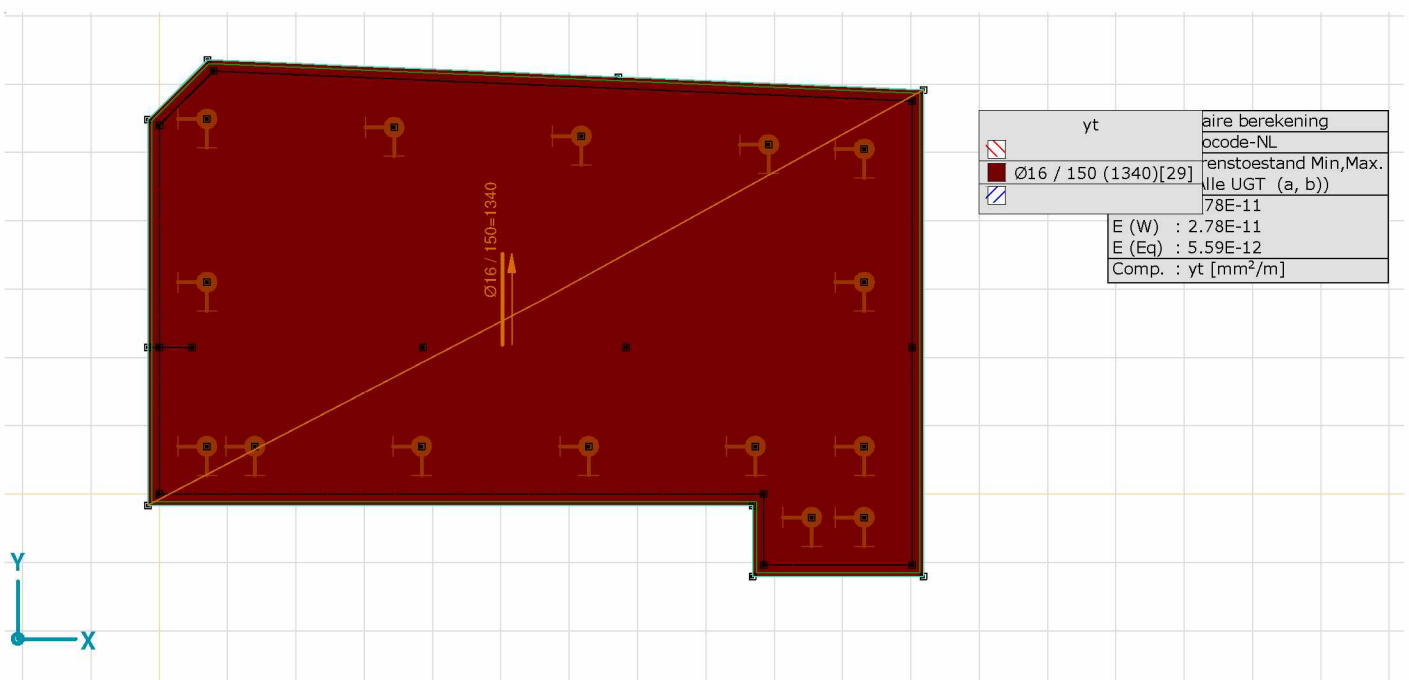 Ø16 / 150=1340
yt
Ø16 / 150 (1340)[29]
aire berekening
ocode-NL
renstoestand Min,Max.
lle UGT (a, b))
78E-11
E (W) : 2.78E-11
E (Eq) : 5.59E-12
Comp. : yt [mm²/m]
Y
X